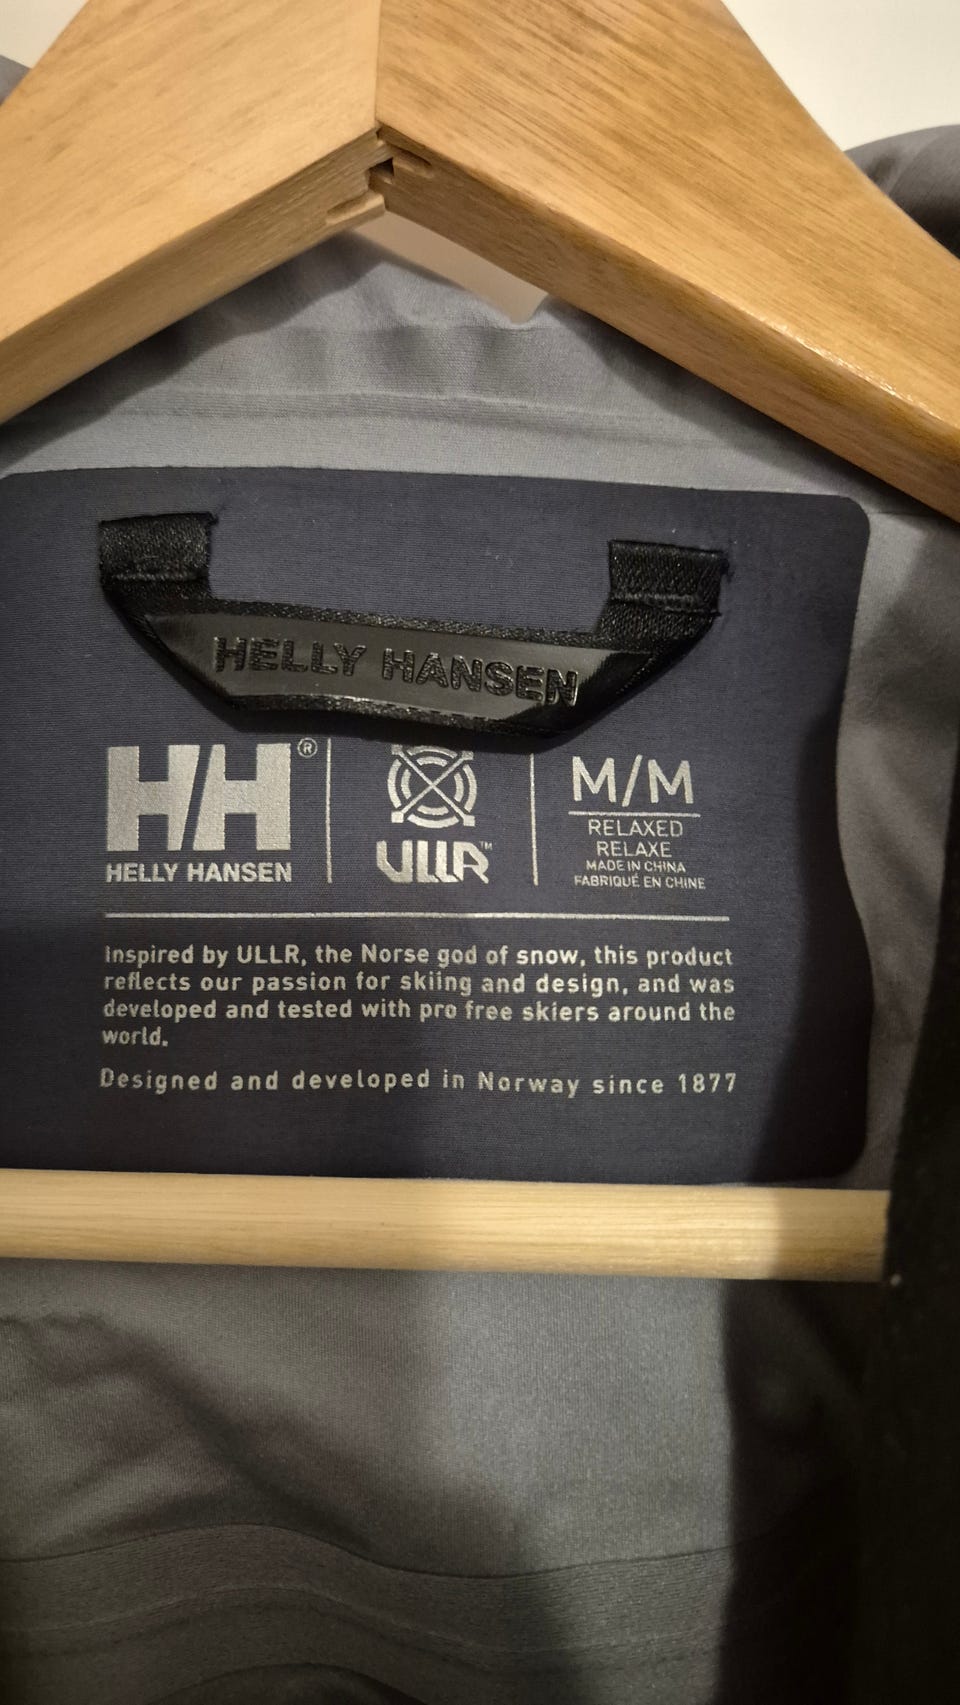 HELLY HANSEN
HH®
HELLY HANSEN
ULLR™
M/M
RELAXED
RELAXE
MADE IN CHINA
FABRIQUÉ EN CHINE
Inspired by ULLR, the Norse god of snow, this product
reflects our passion for skiing and design, and was
developed and tested with pro free skiers around the
world.
Designed and developed in Norway since 1877